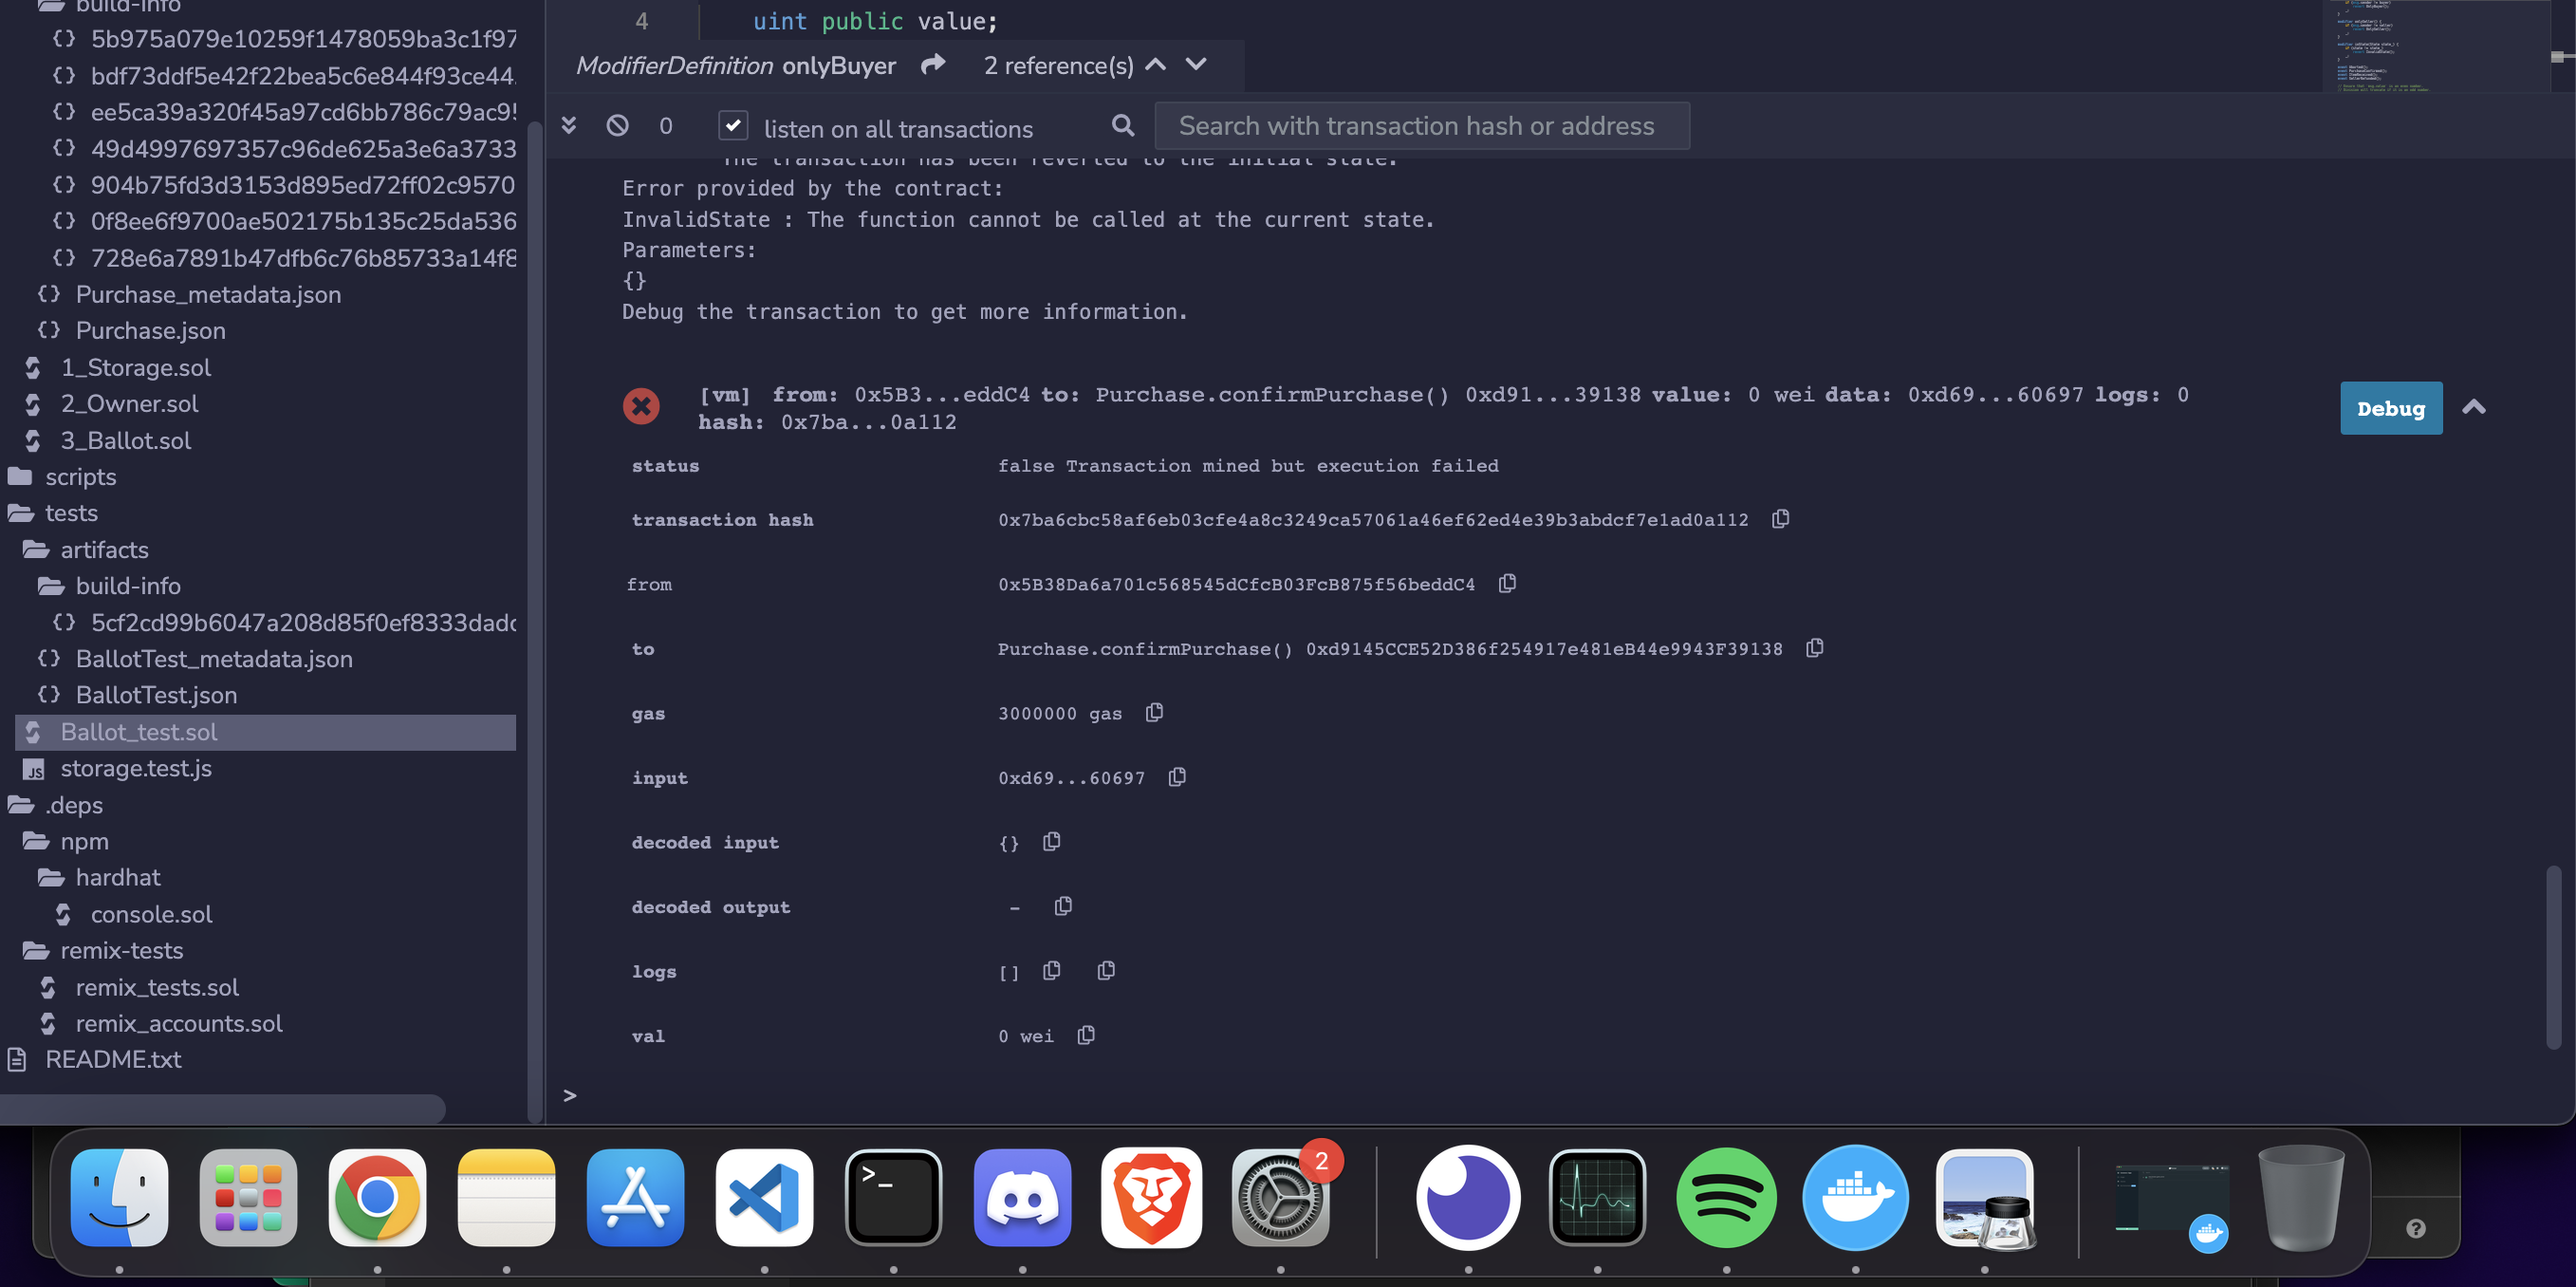 build-info
5b975a079e10259f1478059ba3c1f97
bdf73ddf5e42f22bea5c6e844f93ce44.
ee5ca39a320f45a97cd6bb786c79ac95
49d4997697357c96de625a3e6a3733
904b75fd3d3153d895ed72ff02c9570
0f8ee6f9700ae502175b135c25da536
728e6a7891b47dfb6c76b85733a14f8
Purchase_metadata.json
Purchase.json
1_Storage.sol
2_Owner.sol
3_Ballot.sol
scripts
tests
artifacts
build-info
5cf2cd99b6047a208d85f0ef8333dadc
BallotTest_metadata.json
BallotTest.json
Ballot_test.sol
JS storage.test.js
.deps
npm
hardhat
console.sol
remix-tests
remix_tests.sol
remix_accounts.sol
README.txt
4 uint public value;
ModifierDefinition onlyBuyer 2 reference(s)
0 listen on all transactions Search with transaction hash or address
The transaction has been reverted to the initial state.
Error provided by the contract:
InvalidState : The function cannot be called at the current state.
Parameters:
{}
Debug the transaction to get more information.
[vm] from: 0x5B3...eddC4 to: Purchase.confirmPurchase() 0xd91...39138 value: 0 wei data: 0xd69...60697 logs: 0
hash: 0x7ba...0a112
Debug
status false Transaction mined but execution failed
transaction hash 0x7ba6cbc58af6eb03cfe4a8c3249ca57061a46ef62ed4e39b3abdcf7e1ad0a112
from 0x5B38Da6a701c568545dCfcB03FcB875f56beddC4
to Purchase.confirmPurchase() 0xd9145CCE52D386f254917e481eB44e9943F39138
gas 3000000 gas
input 0xd69...60697
decoded input {}
decoded output -
logs []
val 0 wei
>
>_
2
?